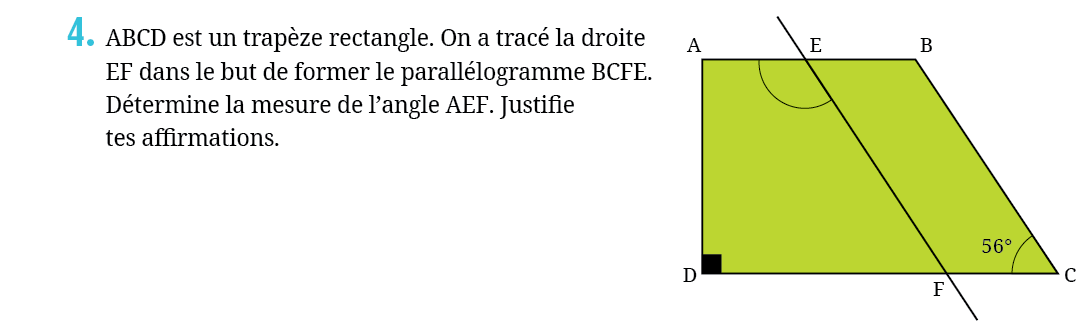 4. ABCD est un trapèze rectangle. On a tracé la droite
EF dans le but de former le parallélogramme BCFE.
Détermine la mesure de l’angle AEF. Justifie
tes affirmations.
A
E
B
56°
D
F
C